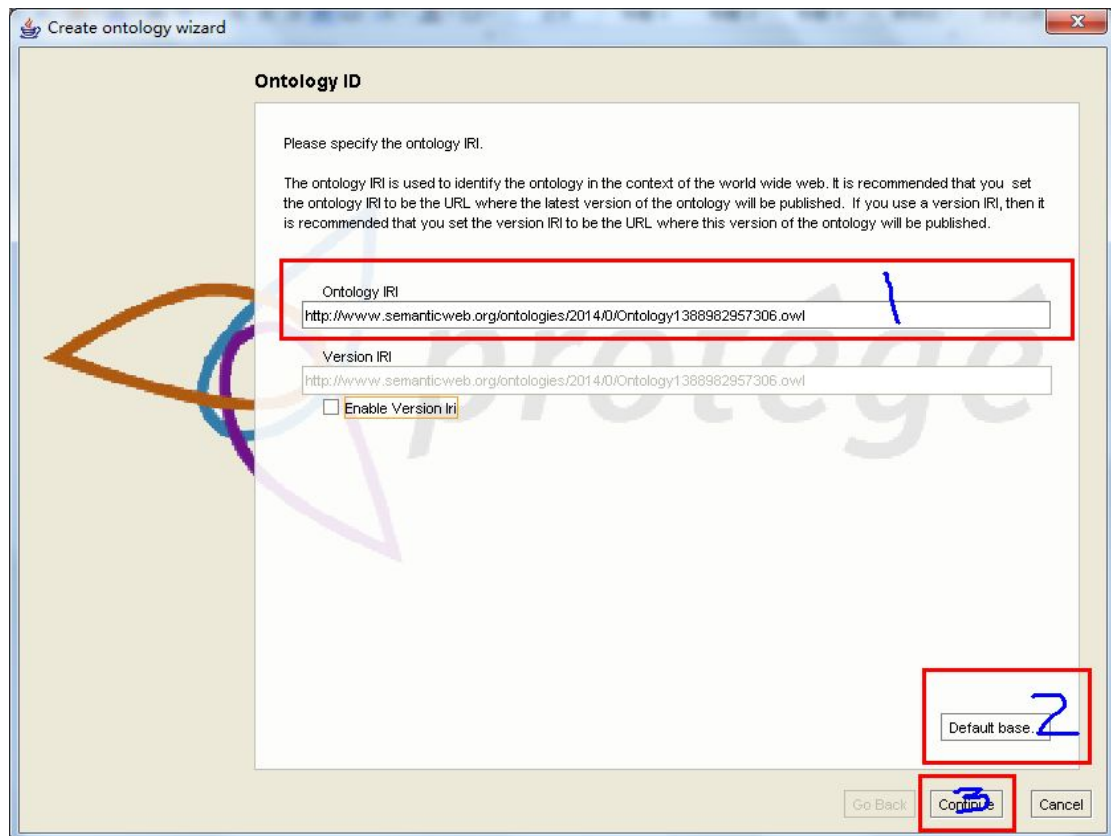 Create ontology wizard
Ontology ID
Please specify the ontology IRI.
The ontology IRI is used to identify the ontology in the context of the world wide web. It is recommended that you set
the ontology IRI to be the URL where the latest version of the ontology will be published. If you use a version IRI, then it
is recommended that you set the version IRI to be the URL where this version of the ontology will be published.
Ontology IRI
1
http://www.semanticweb.org/ontologies/2014/0/Ontology1388982957306.owl
Version IRI
http://www.semanticweb.org/ontologies/2014/0/Ontology1388982957306.owl
Enable Version Iri
protégé
Default base...
2
Go Back
Continue
3
Cancel